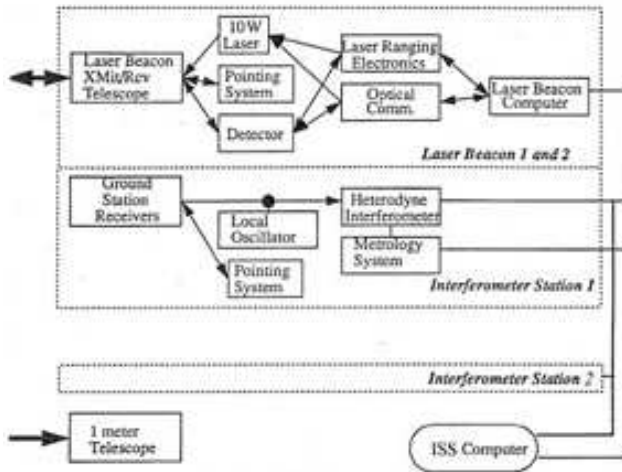 10W
Laser
Laser Beacon
XMit/Rcv
Telescope
Pointing
System
Detector
Laser Ranging
Electronics
Optical
Comm.
Laser Beacon
Computer
Laser Beacon 1 and 2
Ground
Station
Receivers
Local
Oscillator
Pointing
System
Heterodyne
Interferometer
Metrology
System
Interferometer Station 1
Interferometer Station 2
1 meter
Telescope
ISS Computer